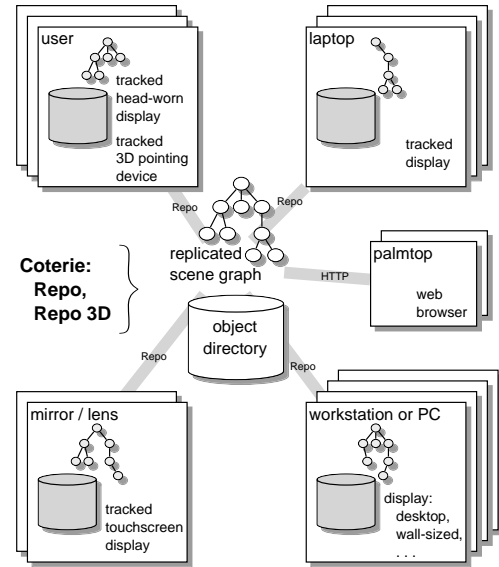 user
tracked
head-worn
display
tracked
3D pointing
device
laptop
tracked
display
Repo
Repo
replicated
scene graph
Coterie:
Repo,
Repo 3D
HTTP
palmtop
web
browser
object
directory
Repo
Repo
mirror / lens
tracked
touchscreen
display
workstation or PC
display:
desktop,
wall-sized,
. . .